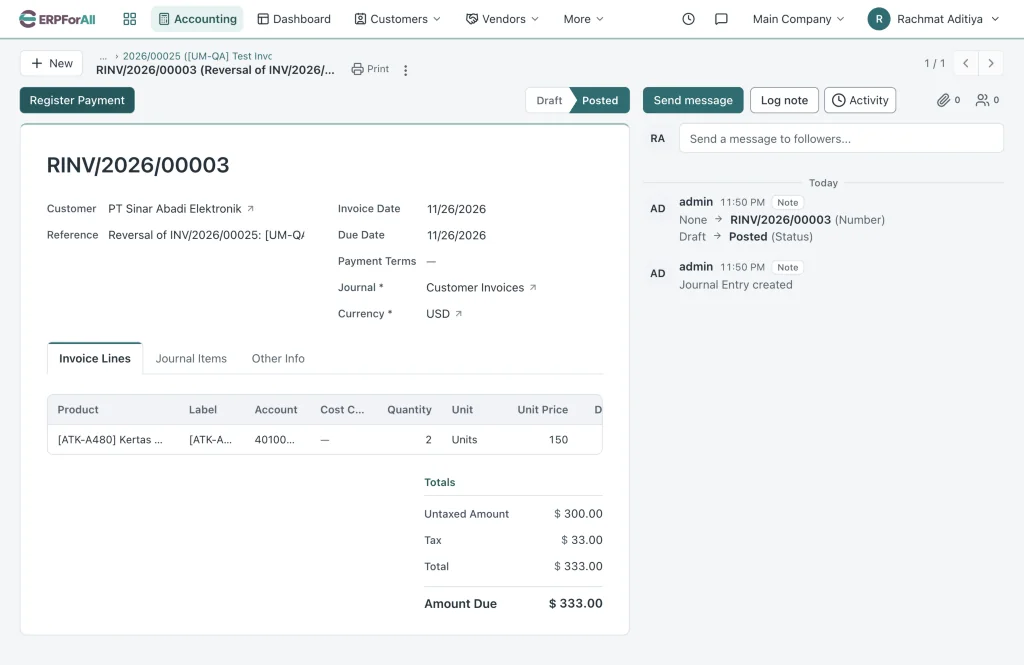 ERPForAll
Accounting
Dashboard
Customers
Vendors
More
Main Company
R
Rachmat Aditiya
New
... › 2026/00025 ([UM-QA] Test Invc
RINV/2026/00003 (Reversal of INV/2026/...
Print
1 / 1
Register Payment
Draft
Posted
Send message
Log note
Activity
0
0
RA
Send a message to followers...
RINV/2026/00003
Customer PT Sinar Abadi Elektronik ↗
Reference Reversal of INV/2026/00025: [UM-QA
Invoice Date 11/26/2026
Due Date 11/26/2026
Payment Terms —
Journal * Customer Invoices ↗
Currency * USD ↗
Today
AD
admin 11:50 PM Note
None → RINV/2026/00003 (Number)
Draft → Posted (Status)
AD
admin 11:50 PM Note
Journal Entry created
Invoice Lines
Journal Items
Other Info
Product Label Account Cost C... Quantity Unit Unit Price D
[ATK-A480] Kertas ... [ATK-A... 40100... — 2 Units 150
Totals
Untaxed Amount $ 300.00
Tax $ 33.00
Total $ 333.00
Amount Due $ 333.00